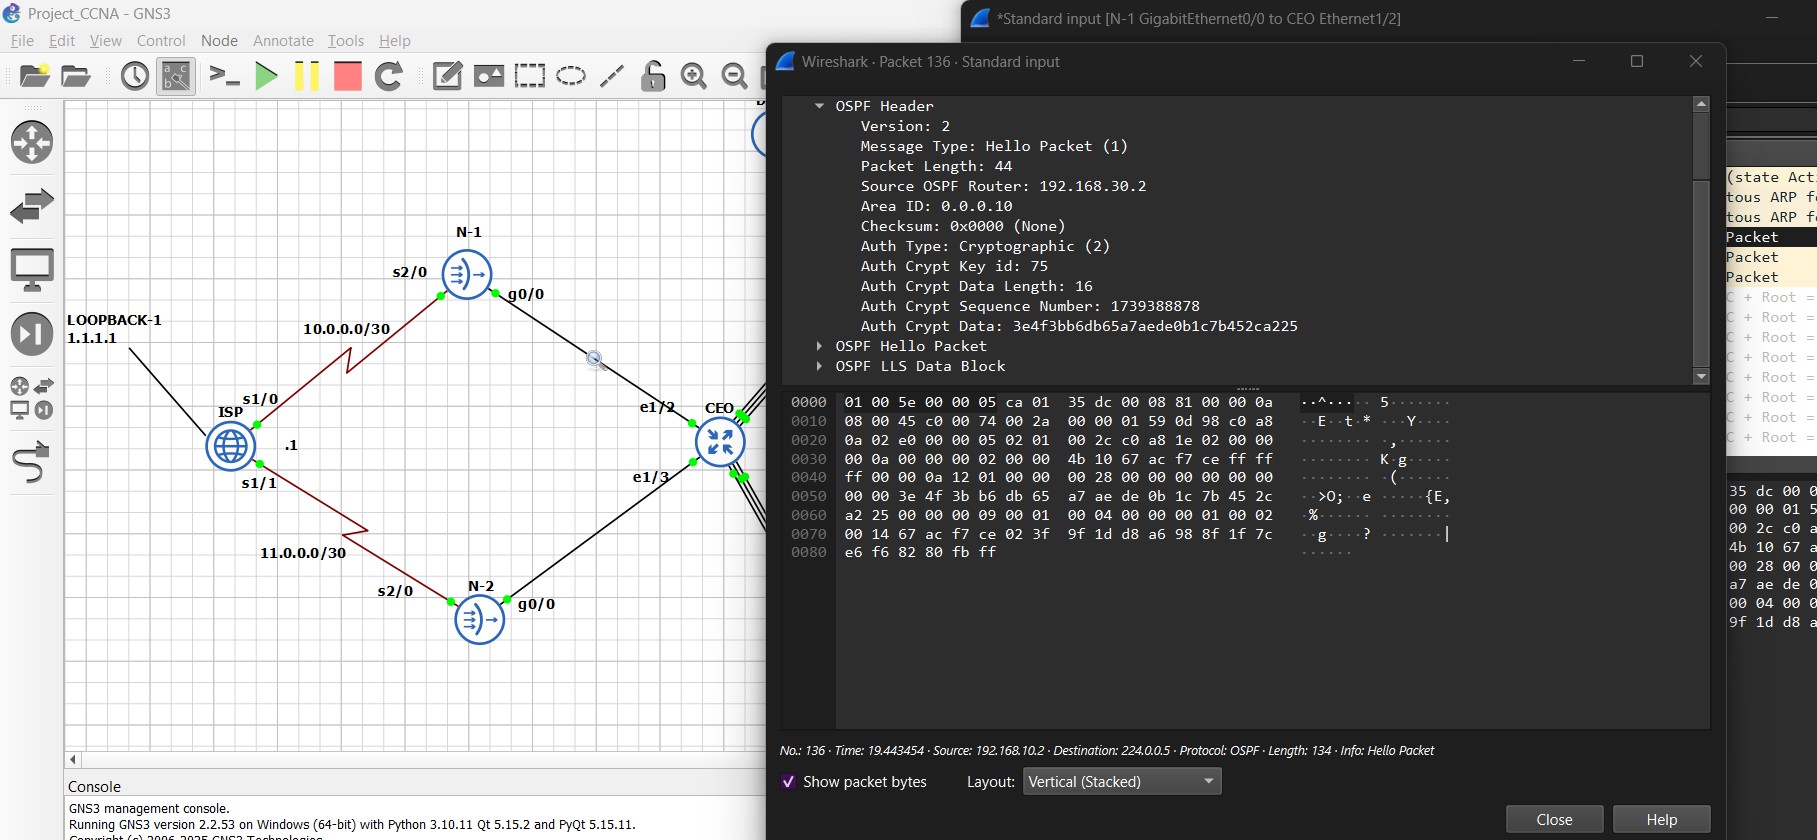 Project_CCNA - GNS3
File Edit View Control Node Annotate Tools Help
N-1
s2/0
g0/0
10.0.0.0/30
LOOPBACK-1
1.1.1.1
s1/0
ISP
.1
e1/2
CEO
s1/1
e1/3
11.0.0.0/30
s2/0
N-2
g0/0
Console
GNS3 management console.
Running GNS3 version 2.2.53 on Windows (64-bit) with Python 3.10.11 Qt 5.15.2 and PyQt 5.15.11.
*Standard input [N-1 GigabitEthernet0/0 to CEO Ethernet1/2]
Wireshark · Packet 136 · Standard input
OSPF Header
Version: 2
Message Type: Hello Packet (1)
Packet Length: 44
Source OSPF Router: 192.168.30.2
Area ID: 0.0.0.10
Checksum: 0x0000 (None)
Auth Type: Cryptographic (2)
Auth Crypt Key id: 75
Auth Crypt Data Length: 16
Auth Crypt Sequence Number: 1739388878
Auth Crypt Data: 3e4f3bb6db65a7aede0b1c7b452ca225
OSPF Hello Packet
OSPF LLS Data Block
0000 01 00 5e 00 00 05 ca 01 35 dc 00 08 81 00 00 0a ··^··· ·· 5·······
0010 08 00 45 c0 00 74 00 2a 00 00 01 59 0d 98 c0 a8 ··E··t·* ···Y····
0020 0a 02 e0 00 00 05 02 01 00 2c c0 a8 1e 02 00 00 ········ ·,······
0030 00 0a 00 00 00 02 00 00 4b 10 67 ac f7 ce ff ff ········ K·g·····
0040 ff 00 00 0a 12 01 00 00 00 28 00 00 00 00 00 00 ········ ·(······
0050 00 00 3e 4f 3b b6 db 65 a7 ae de 0b 1c 7b 45 2c ··>O;··e ·····{E,
0060 a2 25 00 00 00 09 00 01 00 04 00 00 00 01 00 02 ·%······ ········
0070 00 14 67 ac f7 ce 02 3f 9f 1d d8 a6 98 8f 1f 7c ··g····? ·······|
0080 e6 f6 82 80 fb ff ······
No.: 136 · Time: 19.443454 · Source: 192.168.10.2 · Destination: 224.0.0.5 · Protocol: OSPF · Length: 134 · Info: Hello Packet
Show packet bytes
Layout: Vertical (Stacked)
Close Help
(state Act
tous ARP f
tous ARP f
Packet
Packet
Packet
C + Root =
C + Root =
C + Root =
C + Root =
C + Root =
C + Root =
C + Root =
C + Root =
35 dc 00 0
00 00 01 5
00 2c c0 a
4b 10 67 a
00 28 00 0
a7 ae de 0
00 04 00 0
9f 1d d8 a